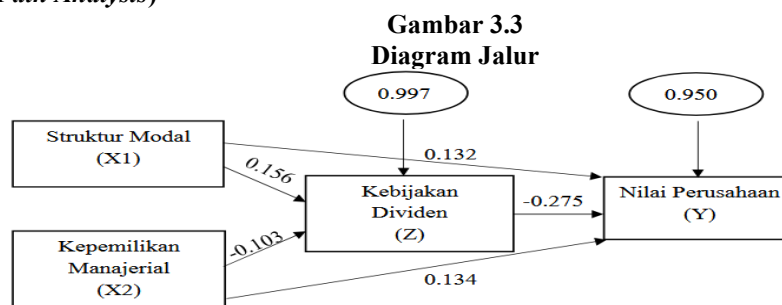 Path Analysis)
Gambar 3.3
Diagram Jalur
0.997
0.950
Struktur Modal
(X1)
0.132
0.156
Kebijakan
Dividen
(Z)
-0.275
Nilai Perusahaan
(Y)
Kepemilikan
Manajerial
(X2)
-0.103
0.134